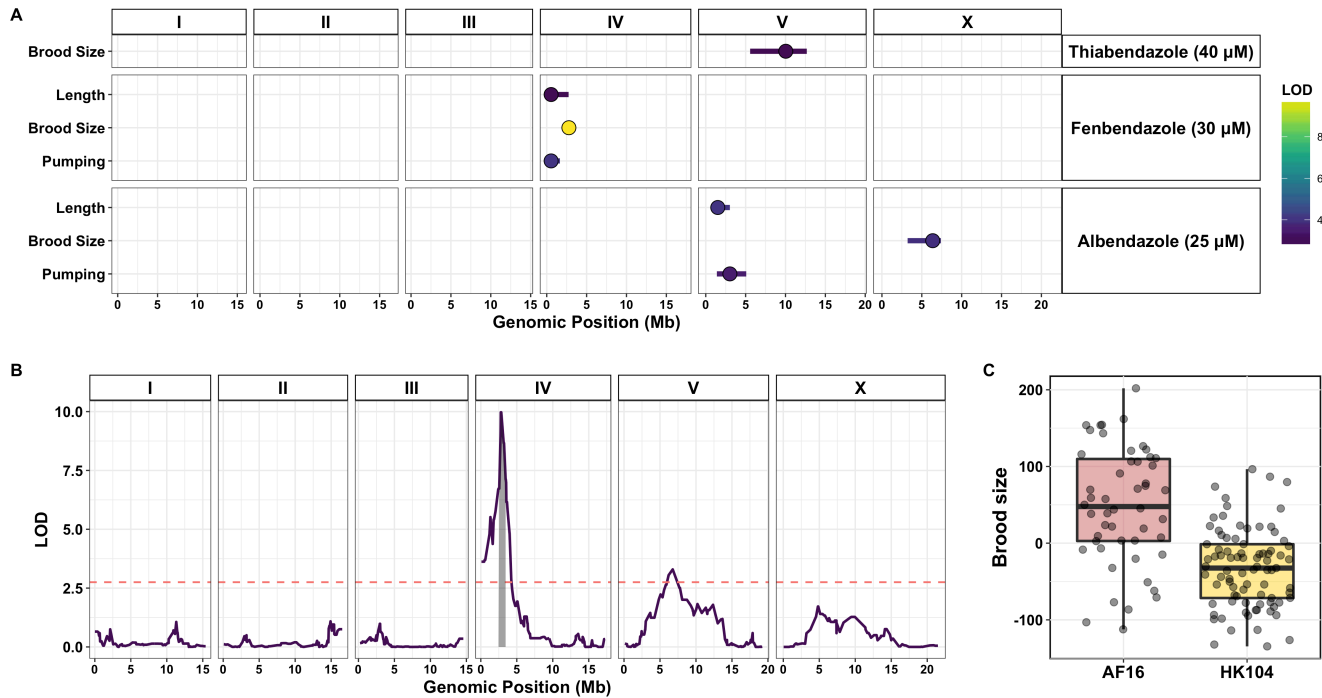 A
I II III IV V X
Brood Size
Thiabendazole (40 µM)
Length
Brood Size
Pumping
Fenbendazole (30 µM)
Length
Brood Size
Pumping
Albendazole (25 µM)
0 5 10 15 0 5 10 15 0 5 10 15 0 5 10 15 0 5 10 15 20 0 5 10 15 20
Genomic Position (Mb)
LOD
8
6
4
B
I II III IV V X
LOD
10.0
7.5
5.0
2.5
0.0
0 5 10 15 0 5 10 15 0 5 10 15 0 5 10 15 0 5 10 15 20 0 5 10 15 20
Genomic Position (Mb)
C
Brood size
200
100
0
-100
AF16 HK104